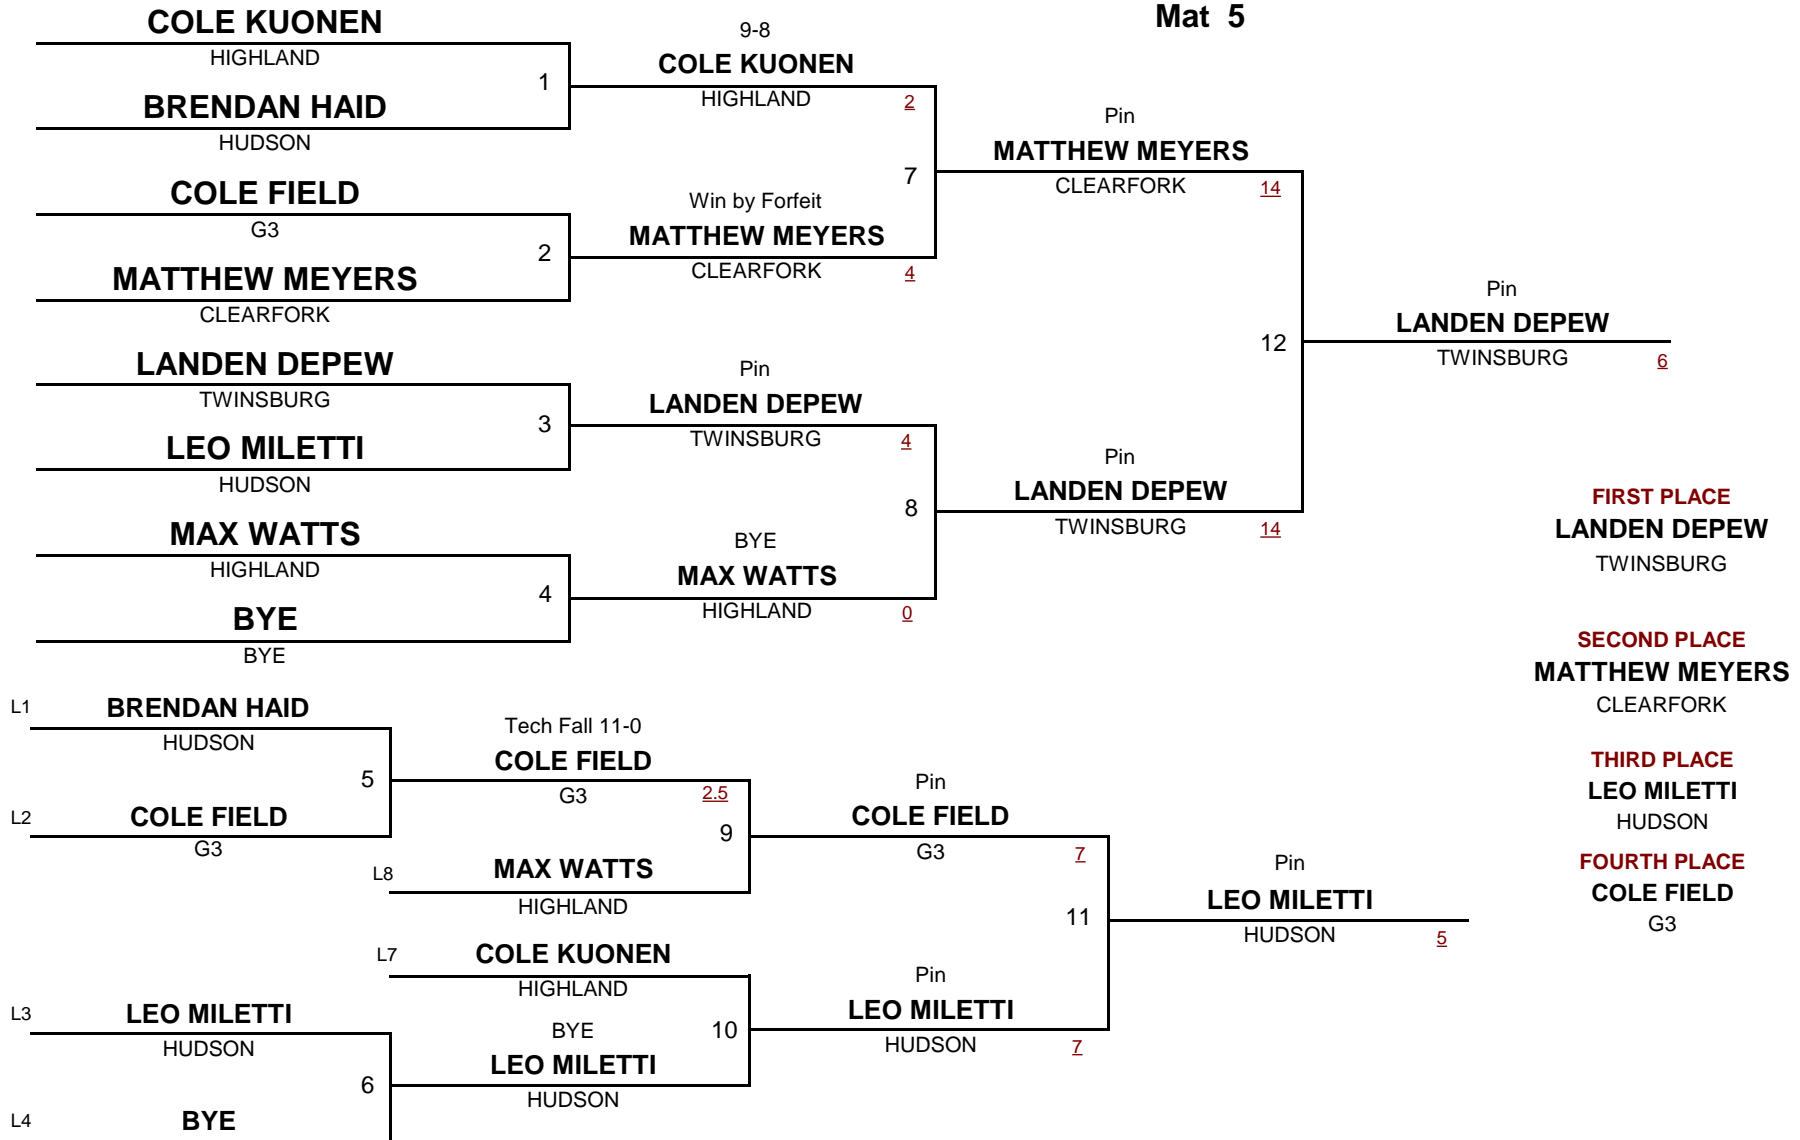 Mat 5
COLE KUONEN
HIGHLAND
1
BRENDAN HAID
HUDSON
COLE FIELD
G3
2
MATTHEW MEYERS
CLEARFORK
LANDEN DEPEW
TWINSBURG
3
LEO MILETTI
HUDSON
MAX WATTS
HIGHLAND
4
BYE
BYE
9-8
COLE KUONEN
HIGHLAND 2
7
Win by Forfeit
MATTHEW MEYERS
CLEARFORK 4
Pin
LANDEN DEPEW
TWINSBURG 4
8
BYE
MAX WATTS
HIGHLAND 0
Pin
MATTHEW MEYERS
CLEARFORK 14
12
Pin
LANDEN DEPEW
TWINSBURG 14
Pin
LANDEN DEPEW
TWINSBURG 6
FIRST PLACE
LANDEN DEPEW
TWINSBURG
SECOND PLACE
MATTHEW MEYERS
CLEARFORK
THIRD PLACE
LEO MILETTI
HUDSON
FOURTH PLACE
COLE FIELD
G3
L1 BRENDAN HAID
HUDSON
5
L2 COLE FIELD
G3
L3 LEO MILETTI
HUDSON
6
L4 BYE
Tech Fall 11-0
COLE FIELD
G3 2.5
9
L8 MAX WATTS
HIGHLAND
L7 COLE KUONEN
HIGHLAND
10
BYE
LEO MILETTI
HUDSON
Pin
COLE FIELD
G3 7
11
Pin
LEO MILETTI
HUDSON 7
Pin
LEO MILETTI
HUDSON 5